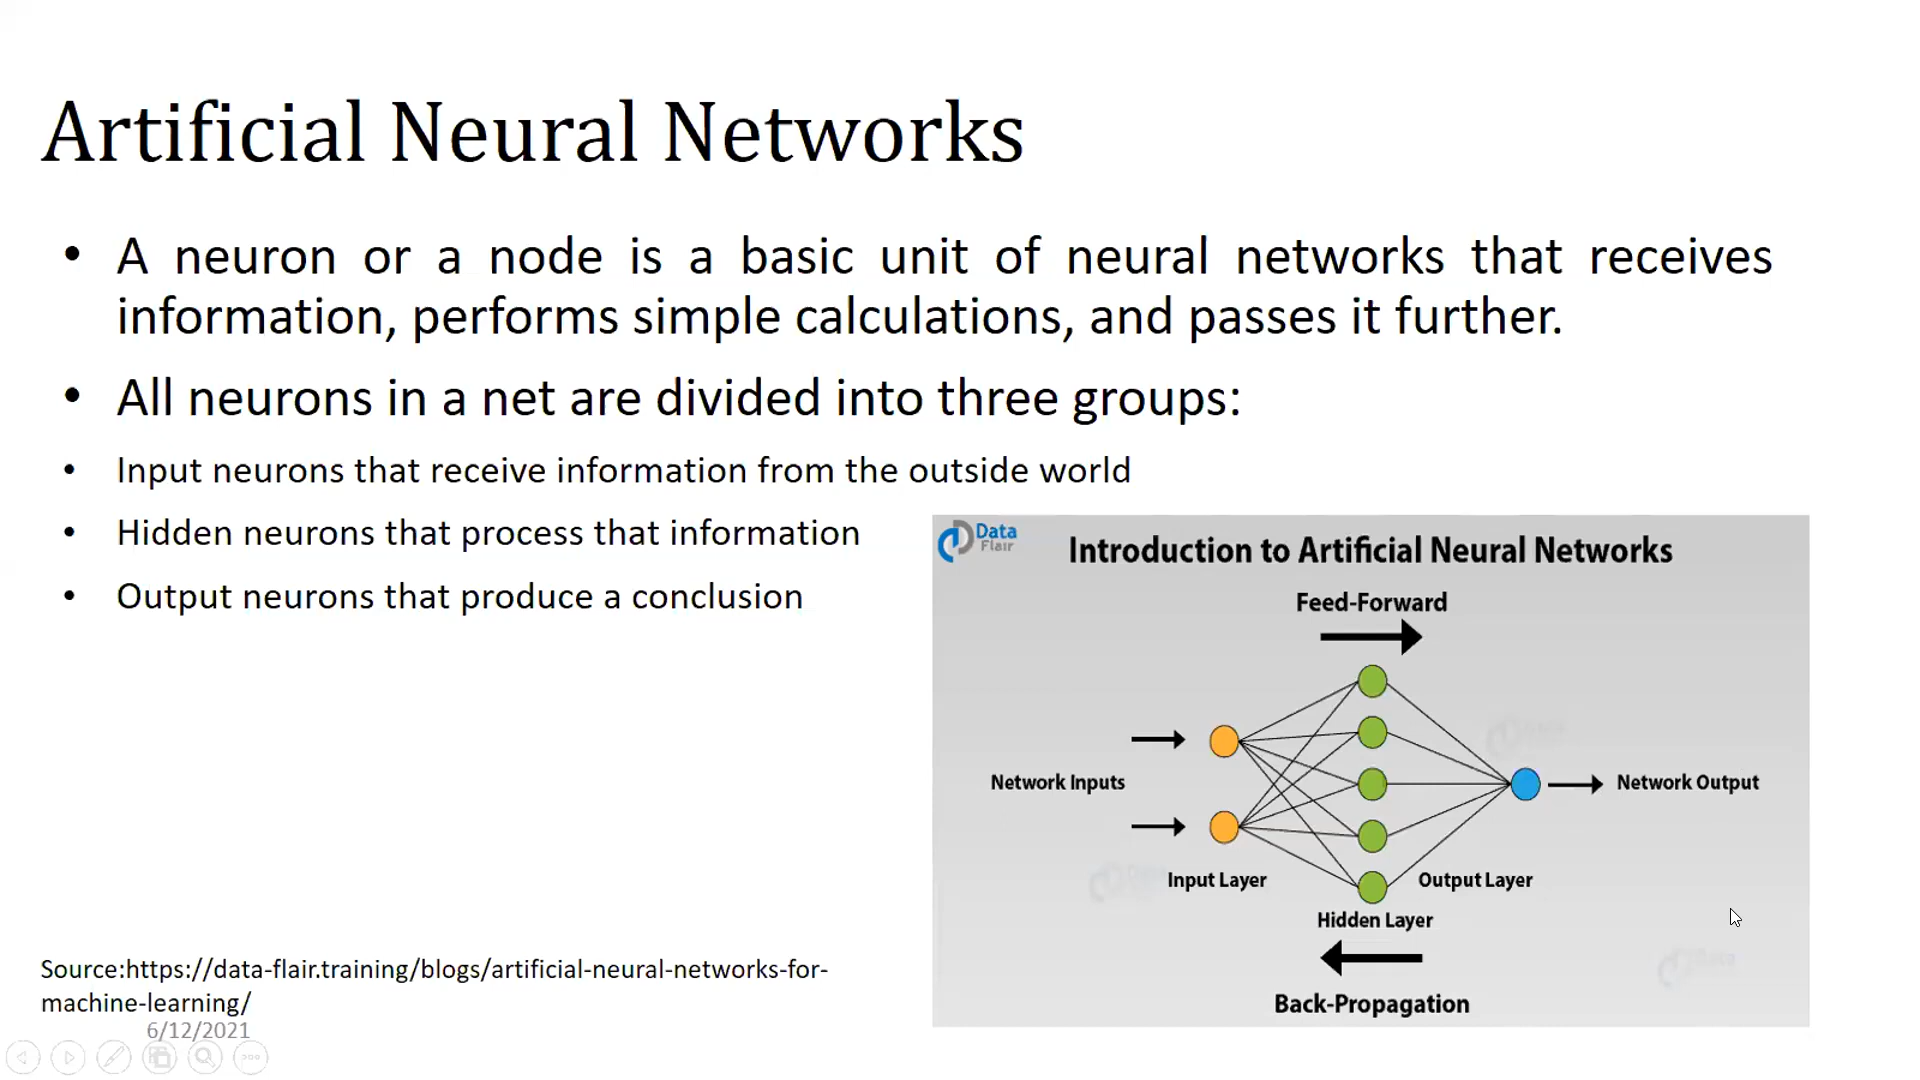 Artificial Neural Networks
• A neuron or a node is a basic unit of neural networks that receives
information, performs simple calculations, and passes it further.
• All neurons in a net are divided into three groups:
• Input neurons that receive information from the outside world
• Hidden neurons that process that information
• Output neurons that produce a conclusion
Data
Flair
Introduction to Artificial Neural Networks
Feed-Forward
Network Inputs
Network Output
Input Layer
Output Layer
Hidden Layer
Back-Propagation
Source:https://data-flair.training/blogs/artificial-neural-networks-for-
machine-learning/
6/12/2021